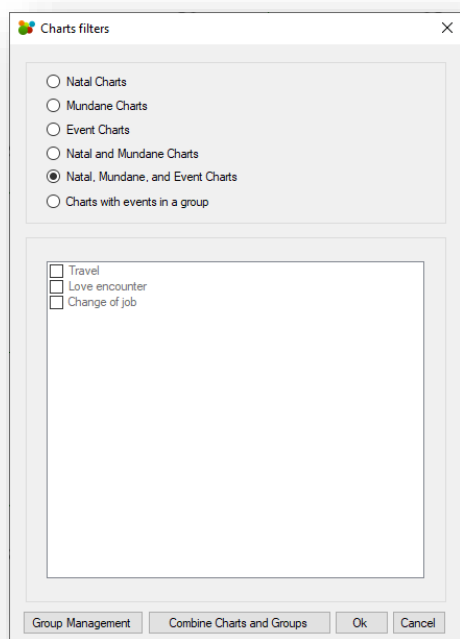 Charts filters
Natal Charts
Mundane Charts
Event Charts
Natal and Mundane Charts
Natal, Mundane, and Event Charts
Charts with events in a group
Travel
Love encounter
Change of job
Group Management
Combine Charts and Groups
Ok
Cancel